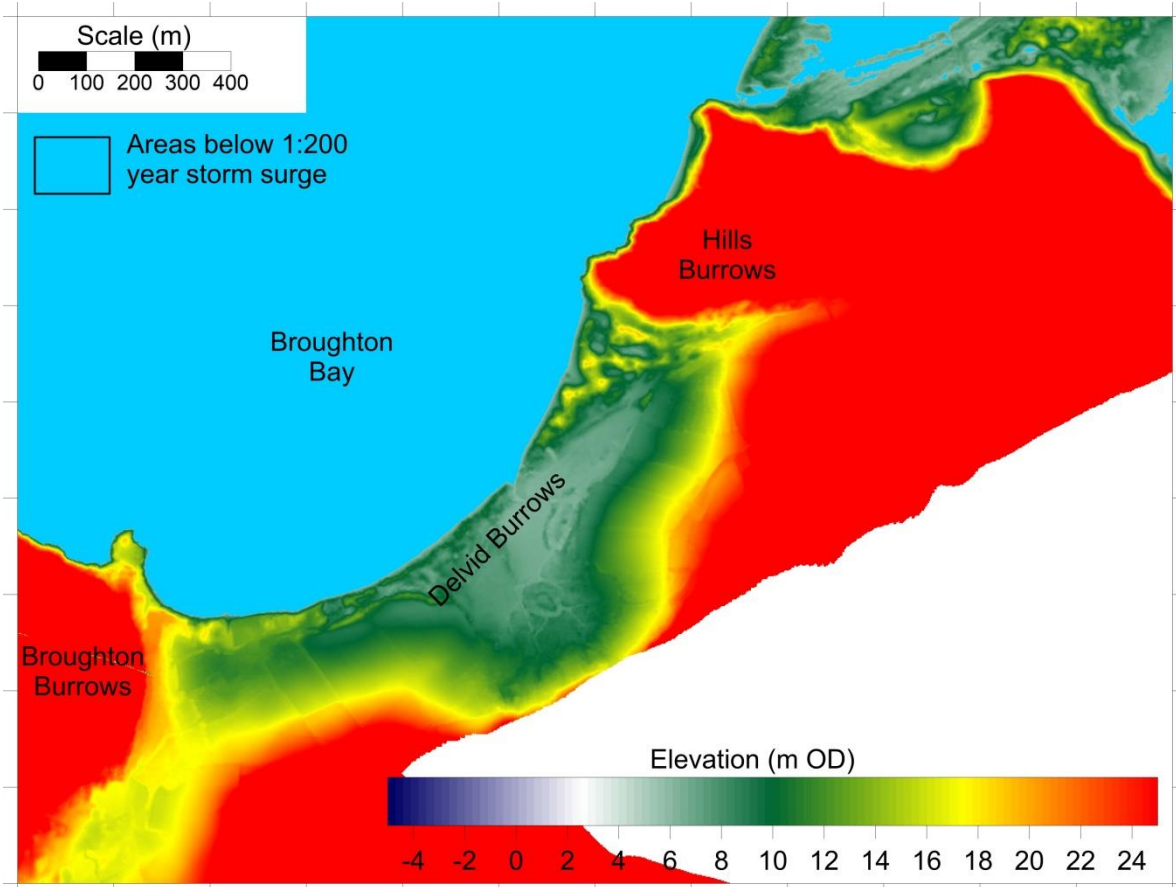 Scale (m)
0 100 200 300 400
Areas below 1:200
year storm surge
Hills
Burrows
Broughton
Bay
Delvid Burrows
Broughton
Burrows
Elevation (m OD)
-4 -2 0 2 4 6 8 10 12 14 16 18 20 22 24